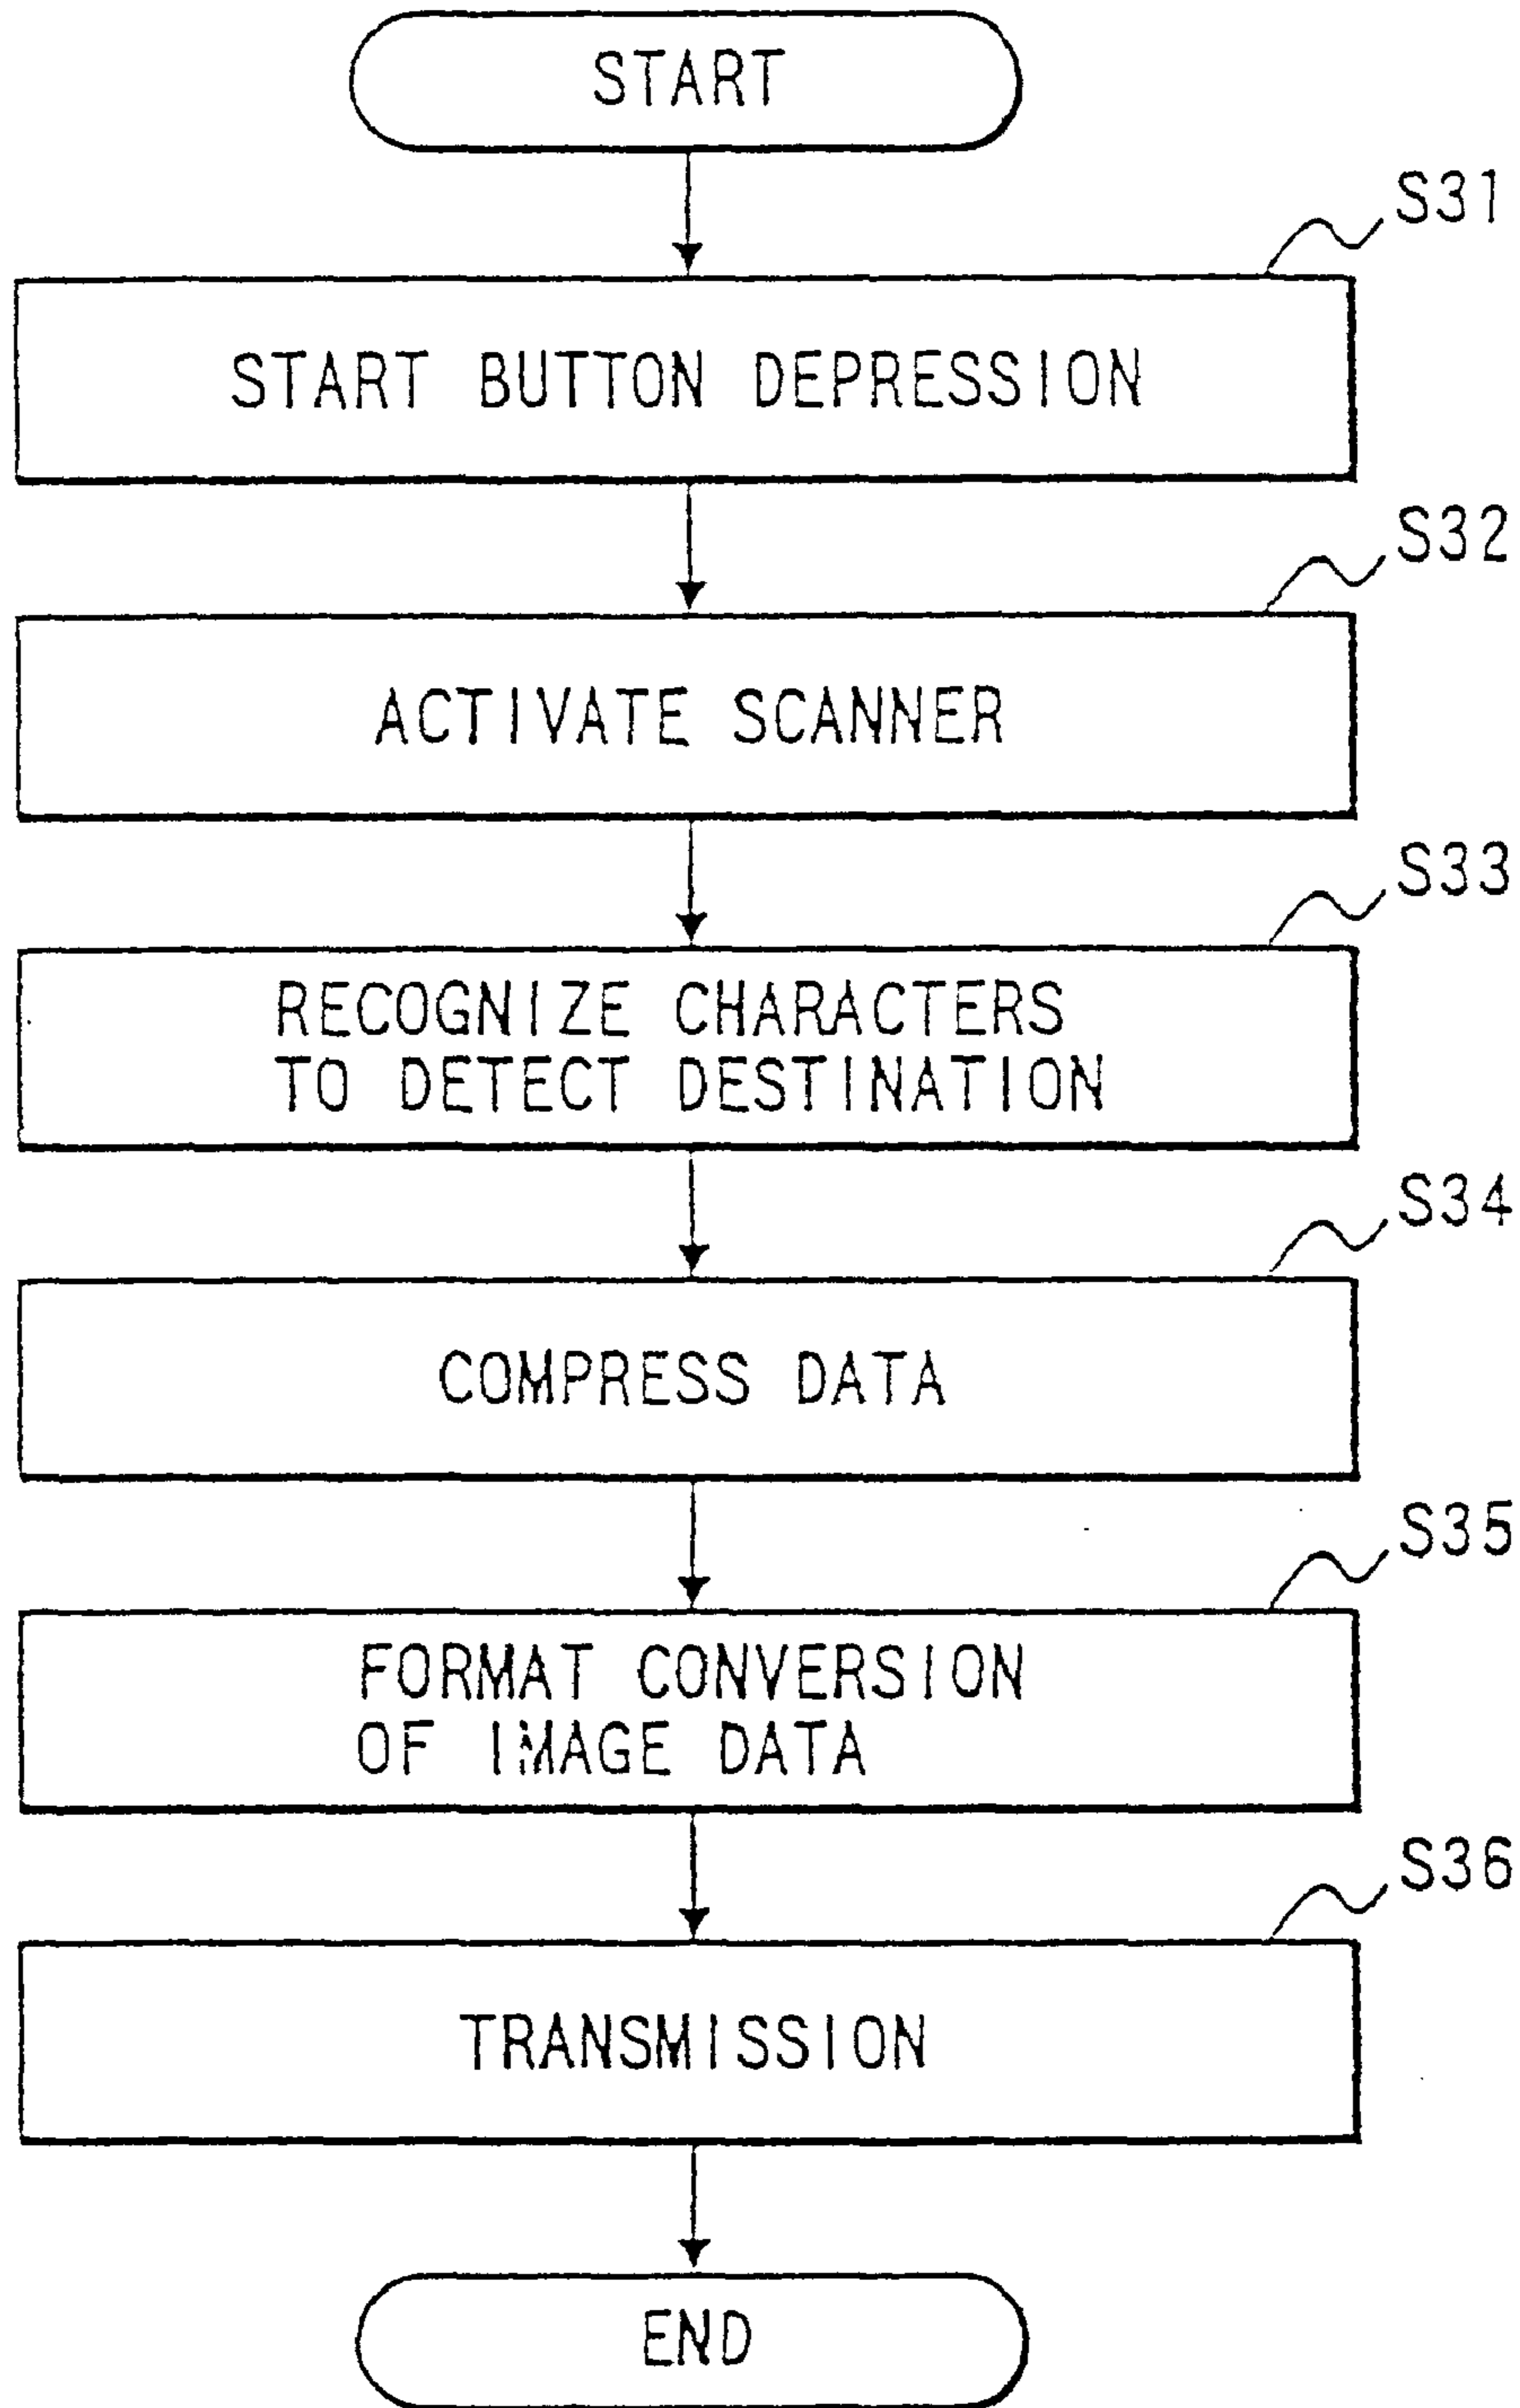 START
S31
START BUTTON DEPRESSION
S32
ACTIVATE SCANNER
S33
RECOGNIZE CHARACTERS
TO DETECT DESTINATION
S34
COMPRESS DATA
S35
FORMAT CONVERSION
OF IMAGE DATA
S36
TRANSMISSION
END